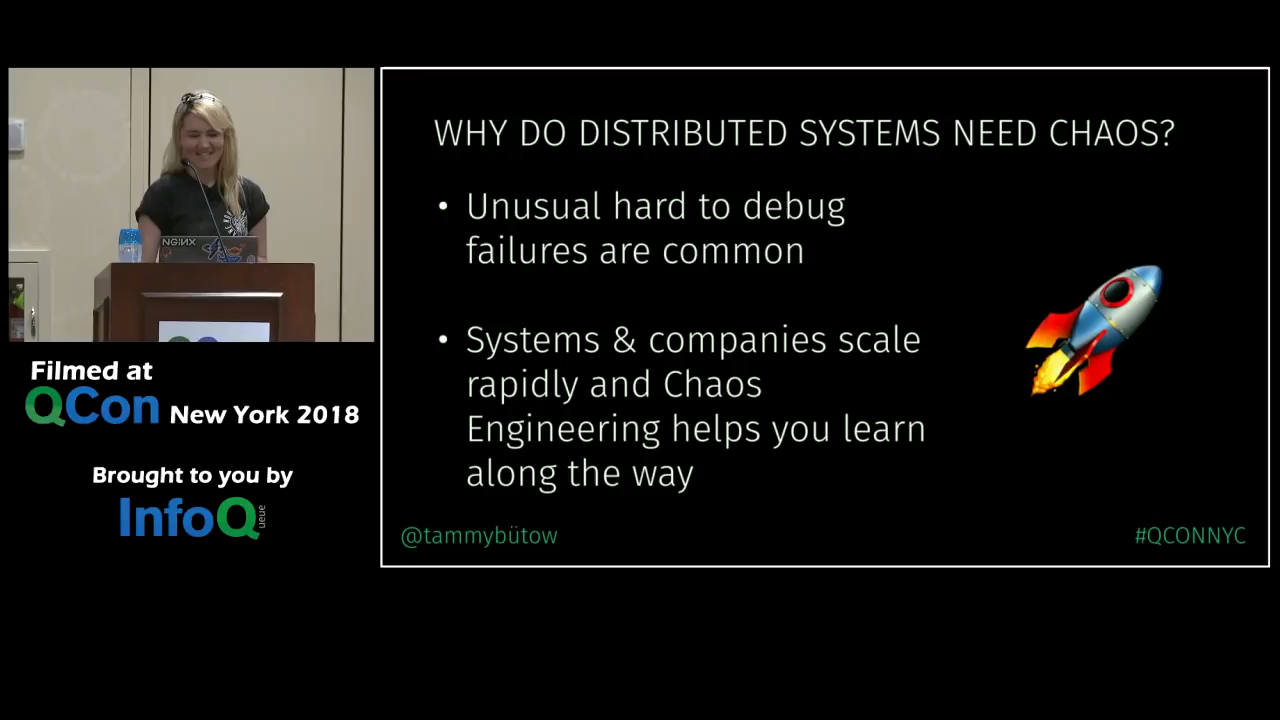 WHY DO DISTRIBUTED SYSTEMS NEED CHAOS?
• Unusual hard to debug
failures are common
• Systems & companies scale
rapidly and Chaos
Engineering helps you learn
along the way
@tammybütow
#QCONNYC
NGINX
Filmed at
QCon New York 2018
Brought to you by
InfoQ
ueue